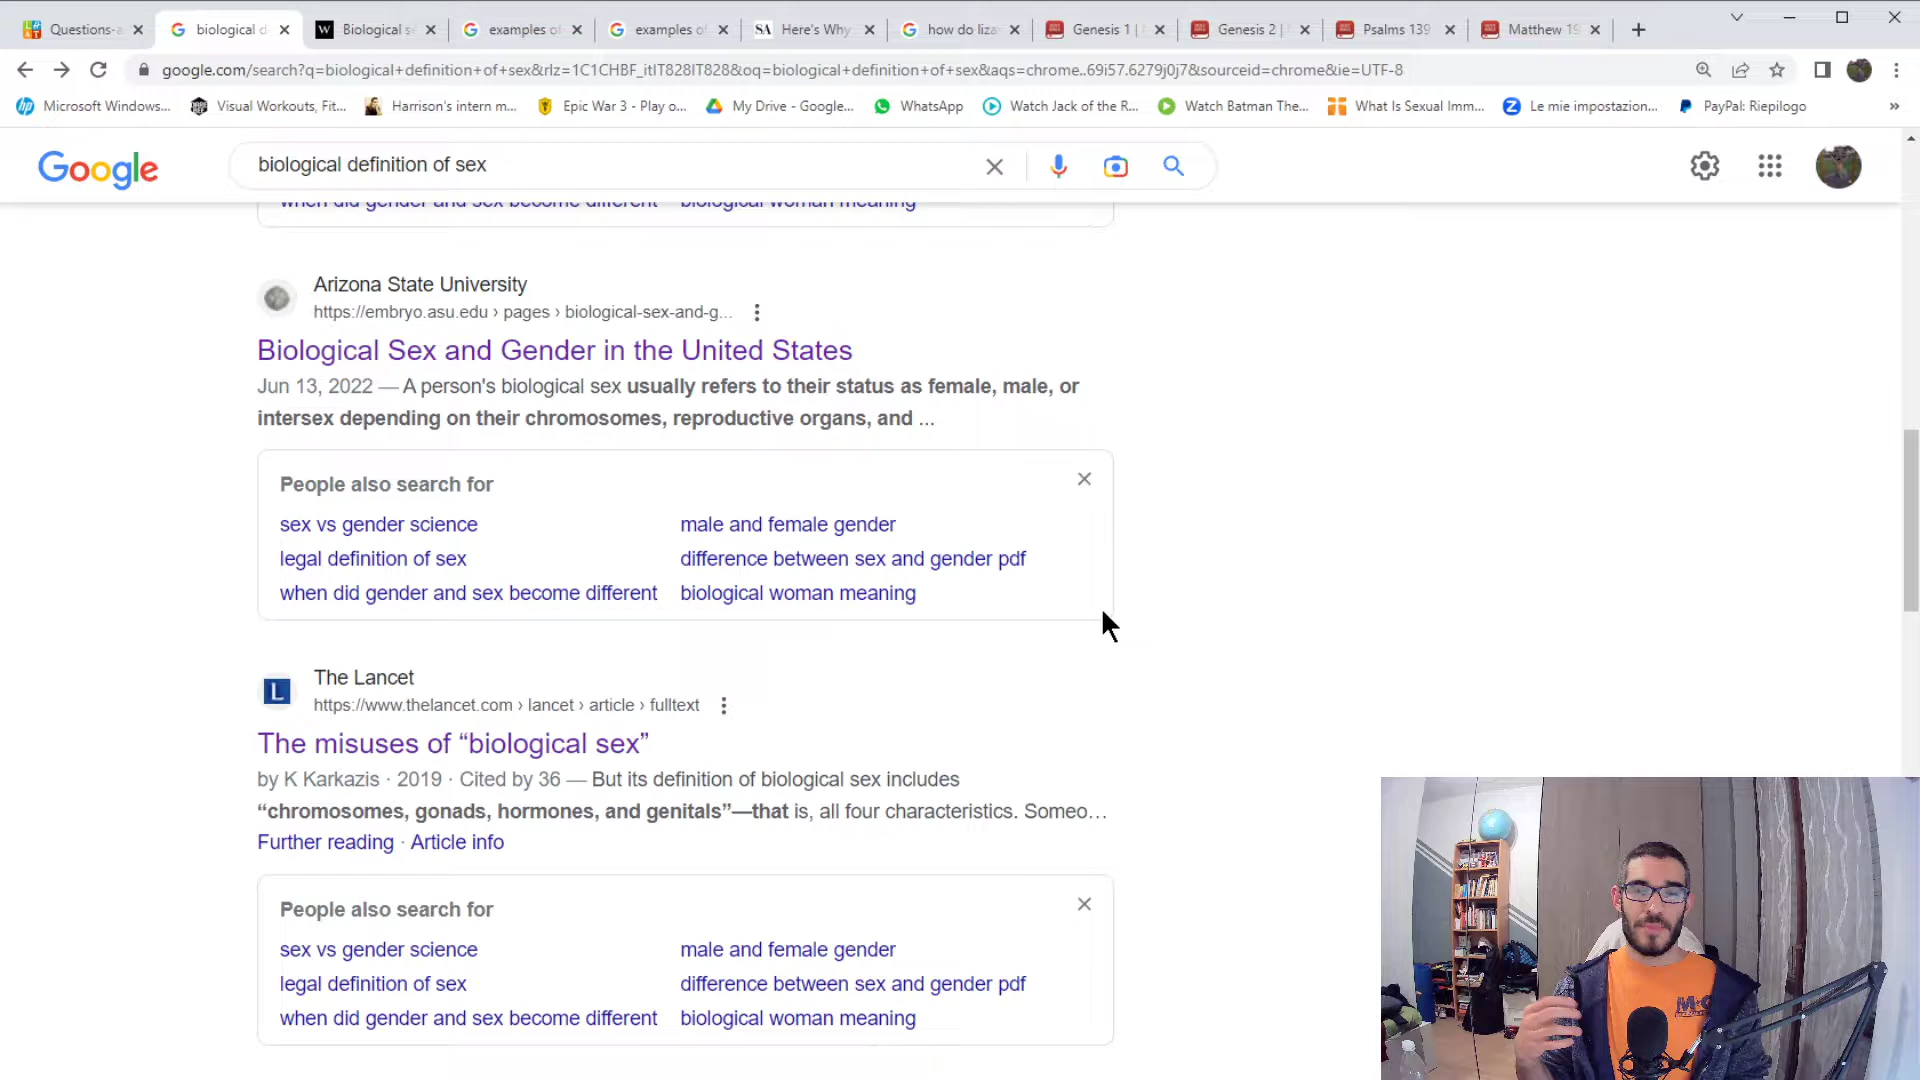 Questions-a
biological d
W
Biological s
examples o
examples of
SA
Here's Why
how do liza
Genesis 1 |
Genesis 2 |
Psalms 139
Matthew 19
google.com/search?q=biological+definition+of+sex&rlz=1C1CHBF_itIT828IT828&oq=biological+definition+of+sex&aqs=chrome..69i57.6279j0j7&sourceid=chrome&ie=UTF-8
Microsoft Windows...
Visual Workouts, Fit...
Harrison's intern m...
Epic War 3 - Play o...
My Drive - Google...
WhatsApp
Watch Jack of the R...
Watch Batman The...
What Is Sexual Imm...
Le mie impostazion...
PayPal: Riepilogo
Google
biological definition of sex
when did gender and sex become different
biological woman meaning
Arizona State University
https://embryo.asu.edu › pages › biological-sex-and-g...
Biological Sex and Gender in the United States
Jun 13, 2022 — A person's biological sex usually refers to their status as female, male, or
intersex depending on their chromosomes, reproductive organs, and ...
People also search for
sex vs gender science
male and female gender
legal definition of sex
difference between sex and gender pdf
when did gender and sex become different
biological woman meaning
L
The Lancet
https://www.thelancet.com › lancet › article › fulltext
The misuses of “biological sex”
by K Karkazis · 2019 · Cited by 36 — But its definition of biological sex includes
“chromosomes, gonads, hormones, and genitals”—that is, all four characteristics. Someo...
Further reading · Article info
People also search for
sex vs gender science
male and female gender
legal definition of sex
difference between sex and gender pdf
when did gender and sex become different
biological woman meaning